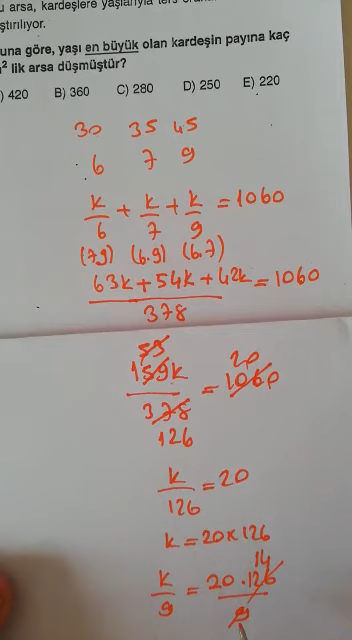 arsa, kardeşlere yaşlarıyla ters
ştırılıyor.
una göre, yaşı en büyük olan kardeşin payına kaç
² lik arsa düşmüştür?
) 420 B) 360 C) 280 D) 250 E) 220
30 35 45
6 7 9
k/6 + k/7 + k/9 = 1060
(7.9) (6.9) (6.7)
63k + 54k + 42k = 1060
378
53 20
159k = 1060
378
126
k/126 = 20
k = 20x126
14
k/9 = 20.126
9